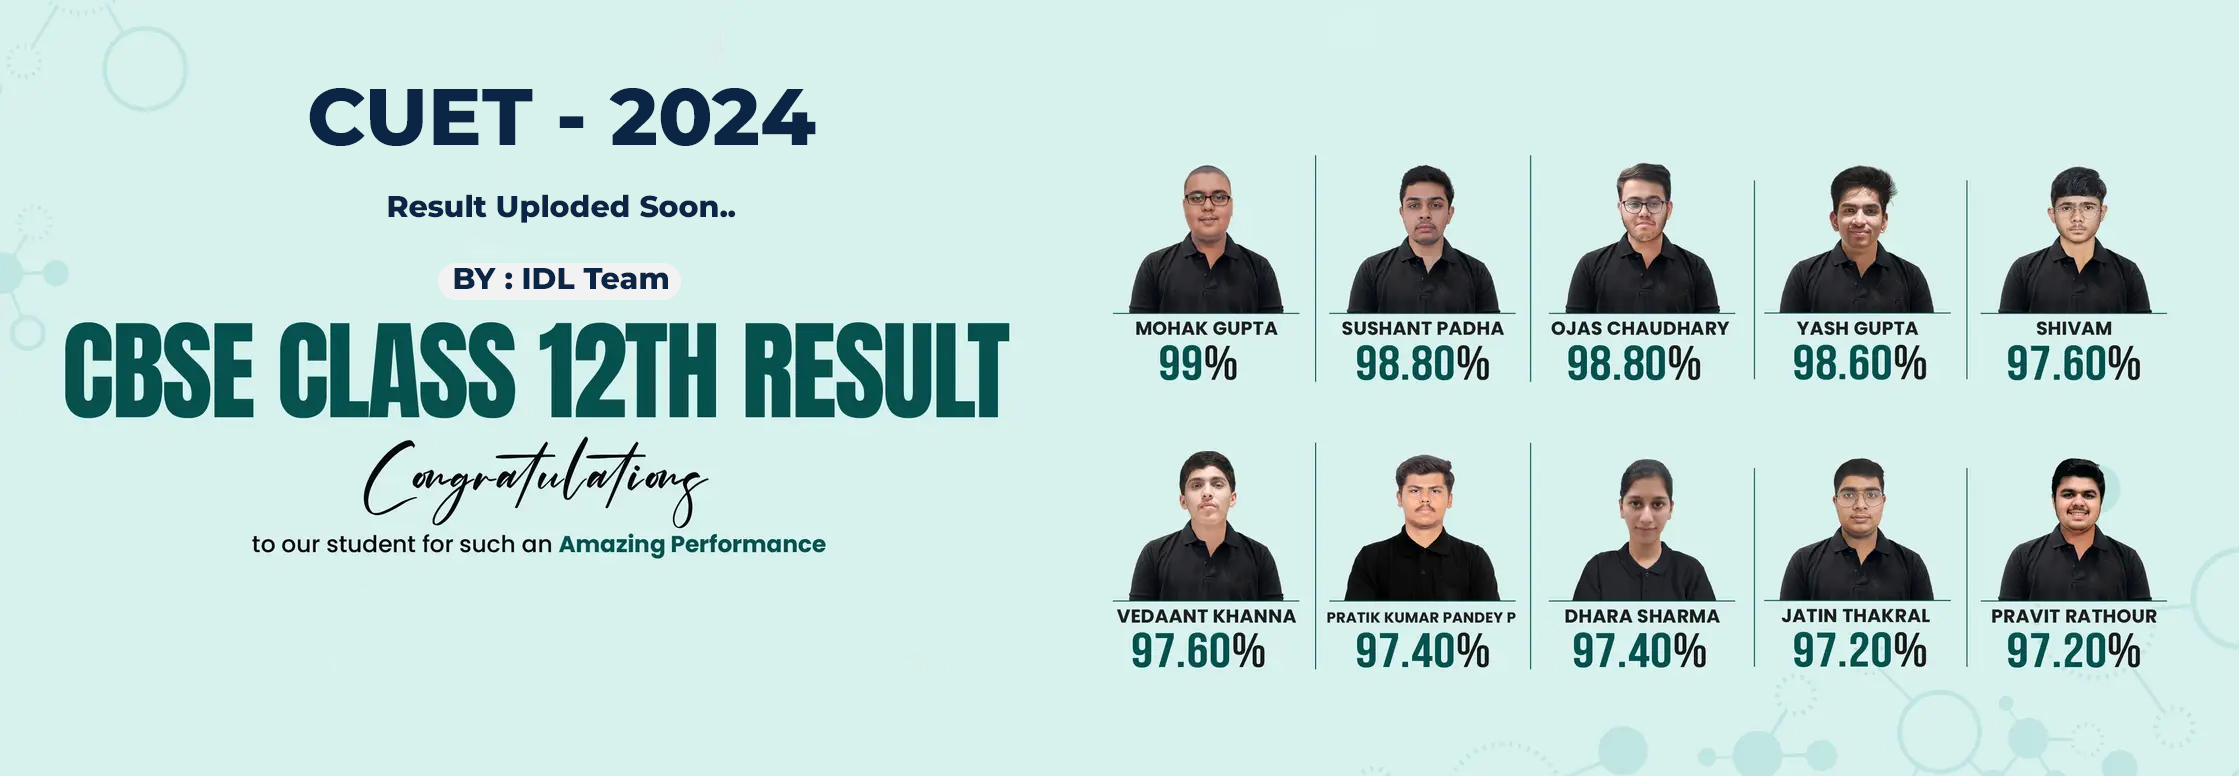 CUET - 2024
Result Uploded Soon..
BY : IDL Team
CBSE CLASS 12TH RESULT
Congratulations
to our student for such an Amazing Performance
MOHAK GUPTA
99%
SUSHANT PADHA
98.80%
OJAS CHAUDHARY
98.80%
YASH GUPTA
98.60%
SHIVAM
97.60%
VEDAANT KHANNA
97.60%
PRATIK KUMAR PANDEY P
97.40%
DHARA SHARMA
97.40%
JATIN THAKRAL
97.20%
PRAVIT RATHOUR
97.20%